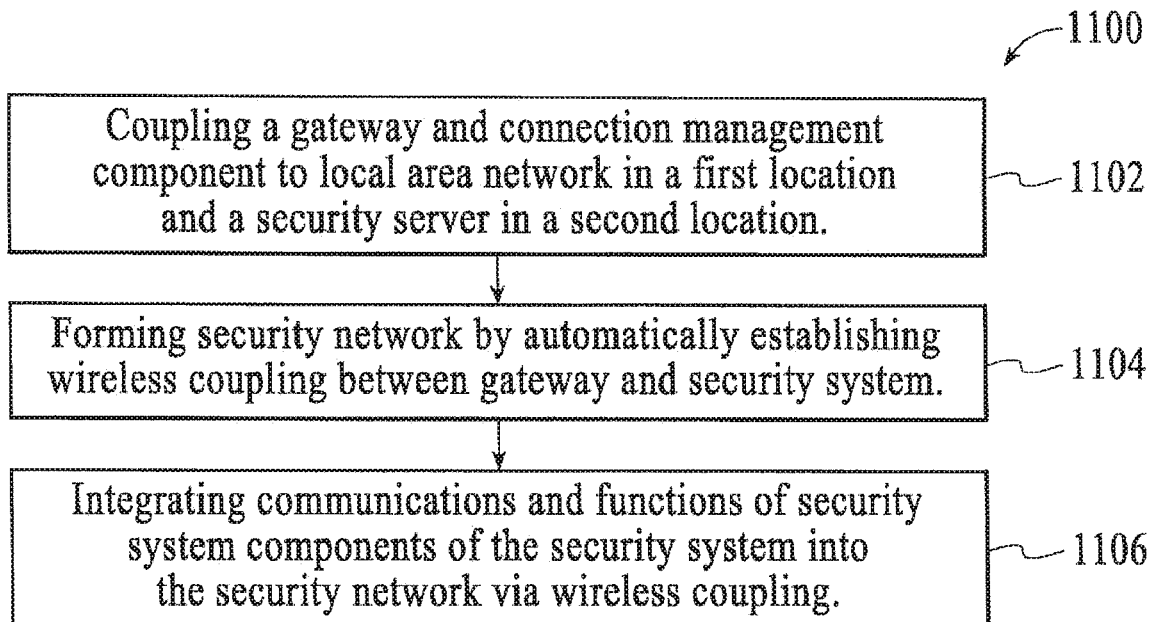 1100
Coupling a gateway and connection management
component to local area network in a first location
and a security server in a second location.
1102
Forming security network by automatically establishing
wireless coupling between gateway and security system.
1104
Integrating communications and functions of security
system components of the security system into
the security network via wireless coupling.
1106